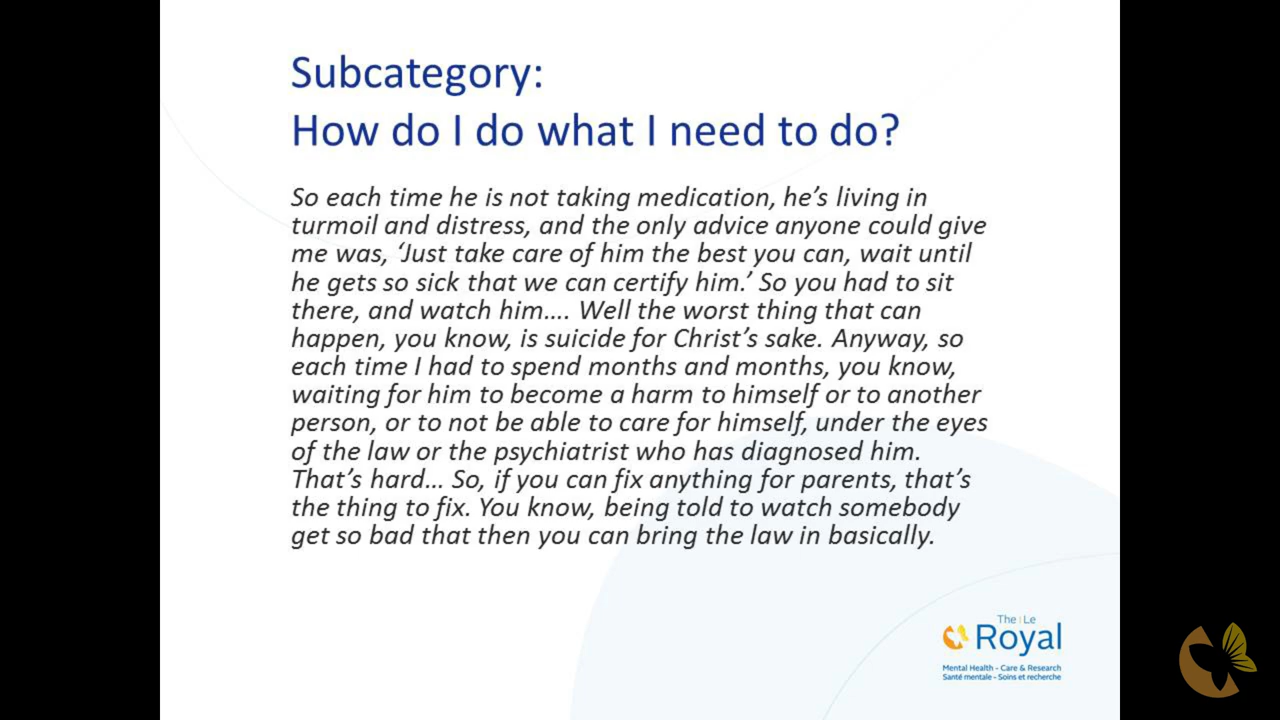 Subcategory:
How do I do what I need to do?
So each time he is not taking medication, he’s living in
turmoil and distress, and the only advice anyone could give
me was, ‘Just take care of him the best you can, wait until
he gets so sick that we can certify him.’ So you had to sit
there, and watch him…. Well the worst thing that can
happen, you know, is suicide for Christ’s sake. Anyway, so
each time I had to spend months and months, you know,
waiting for him to become a harm to himself or to another
person, or to not be able to care for himself, under the eyes
of the law or the psychiatrist who has diagnosed him.
That’s hard… So, if you can fix anything for parents, that’s
the thing to fix. You know, being told to watch somebody
get so bad that then you can bring the law in basically.
The | Le
Royal
Mental Health - Care & Research
Santé mentale - Soins et recherche